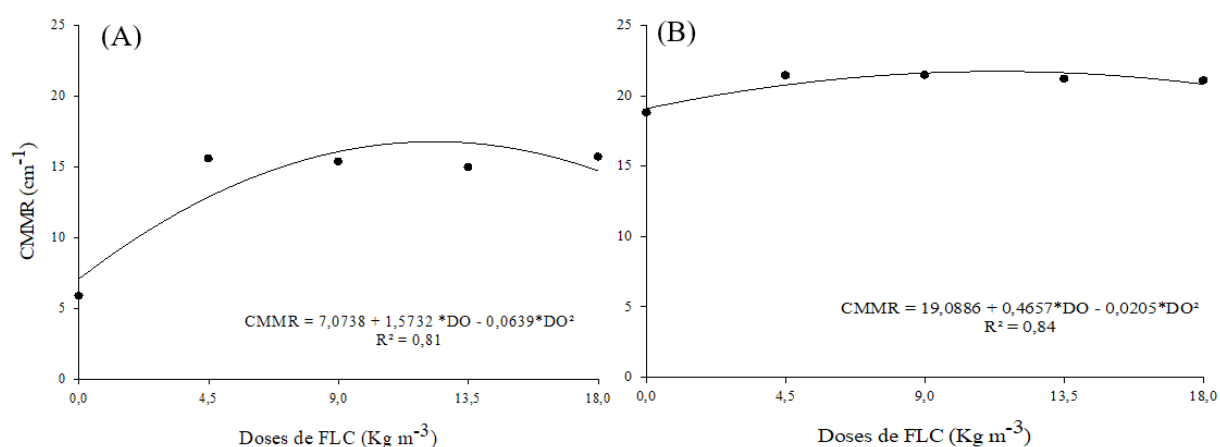 (A)
25
20
15
10
5
0
CMMR (cm-1)
0,0 4,5 9,0 13,5 18,0
Doses de FLC (Kg m-3)
CMMR = 7,0738 + 1,5732 *DO - 0,0639*DO²
R² = 0,81
(B)
25
20
15
10
5
0
0,0 4,5 9,0 13,5 18,0
Doses de FLC (Kg m-3)
CMMR = 19,0886 + 0,4657*DO - 0,0205*DO²
R² = 0,84